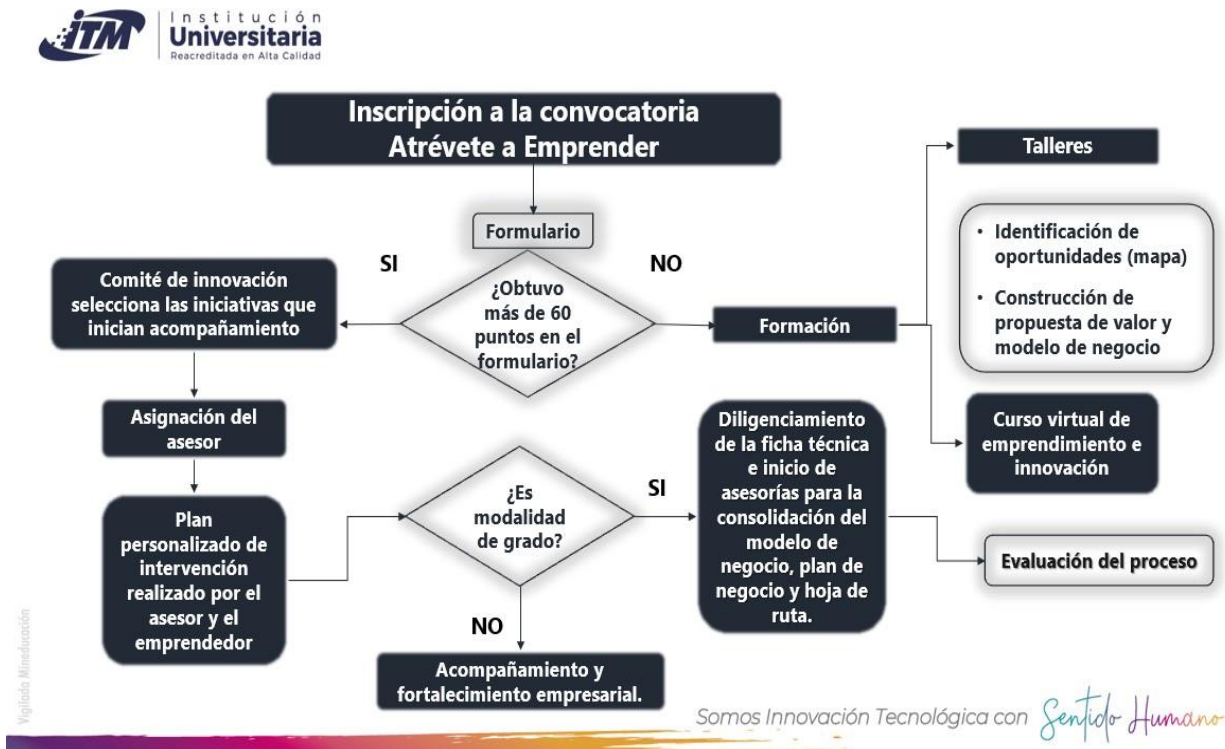 iTM
Institución
Universitaria
Reacreditada en Alta Calidad
Inscripción a la convocatoria
Atrévete a Emprender
Formulario
¿Obtuvo
más de 60
puntos en el
formulario?
SI
NO
Comité de innovación
selecciona las iniciativas que
inician acompañamiento
Asignación del
asesor
Plan
personalizado de
intervención
realizado por el
asesor y el
emprendedor
¿Es
modalidad
de grado?
SI
NO
Acompañamiento y
fortalecimiento empresarial.
Diligenciamiento
de la ficha técnica
e inicio de
asesorías para la
consolidación del
modelo de
negocio, plan de
negocio y hoja de
ruta.
Evaluación del proceso
Formación
Talleres
• Identificación de
oportunidades (mapa)
• Construcción de
propuesta de valor y
modelo de negocio
Curso virtual de
emprendimiento e
innovación
Vigilada Mineducación
Somos Innovación Tecnológica con Sentido Humano